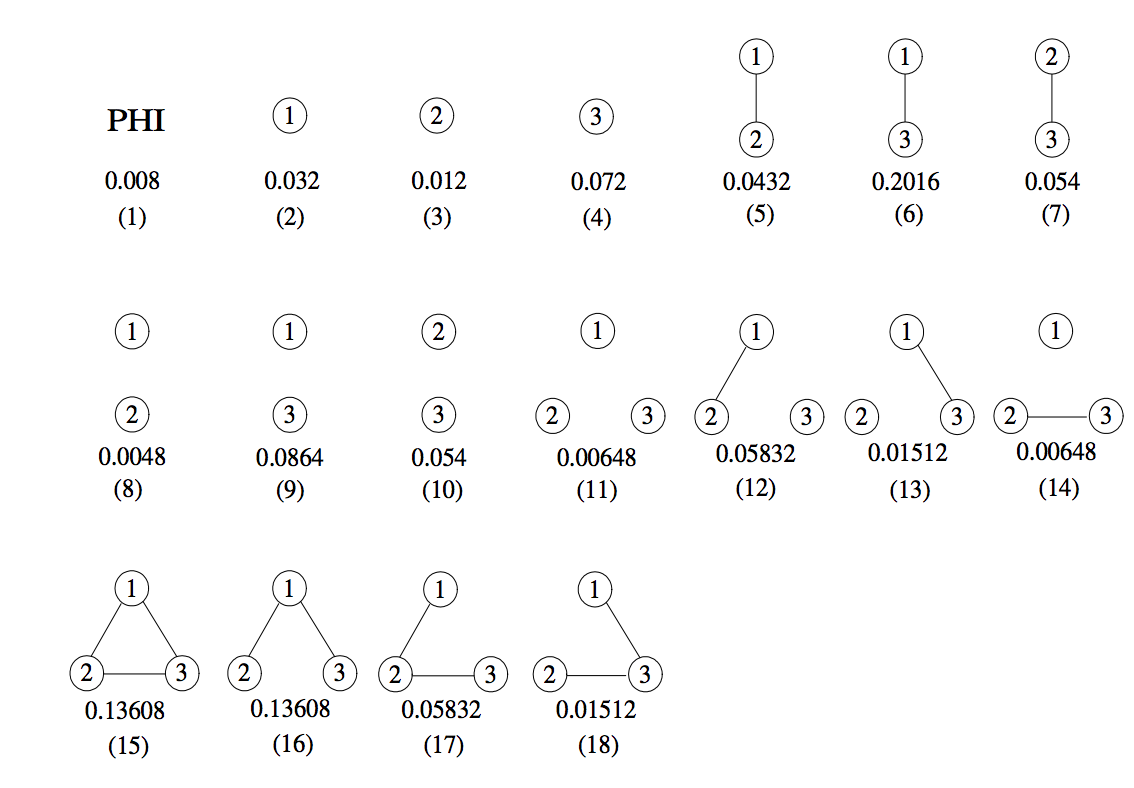 1 1 2
PHI 1 2 3
2 3 3
0.008 0.032 0.012 0.072 0.0432 0.2016 0.054
(1) (2) (3) (4) (5) (6) (7)
1 1 2 1 1 1 1
2 3 3 2 3 2 3 2 3 2 3
0.0048 0.0864 0.054 0.00648 0.05832 0.01512 0.00648
(8) (9) (10) (11) (12) (13) (14)
1 1 1 1
2 3 2 3 2 3 2 3
0.13608 0.13608 0.05832 0.01512
(15) (16) (17) (18)